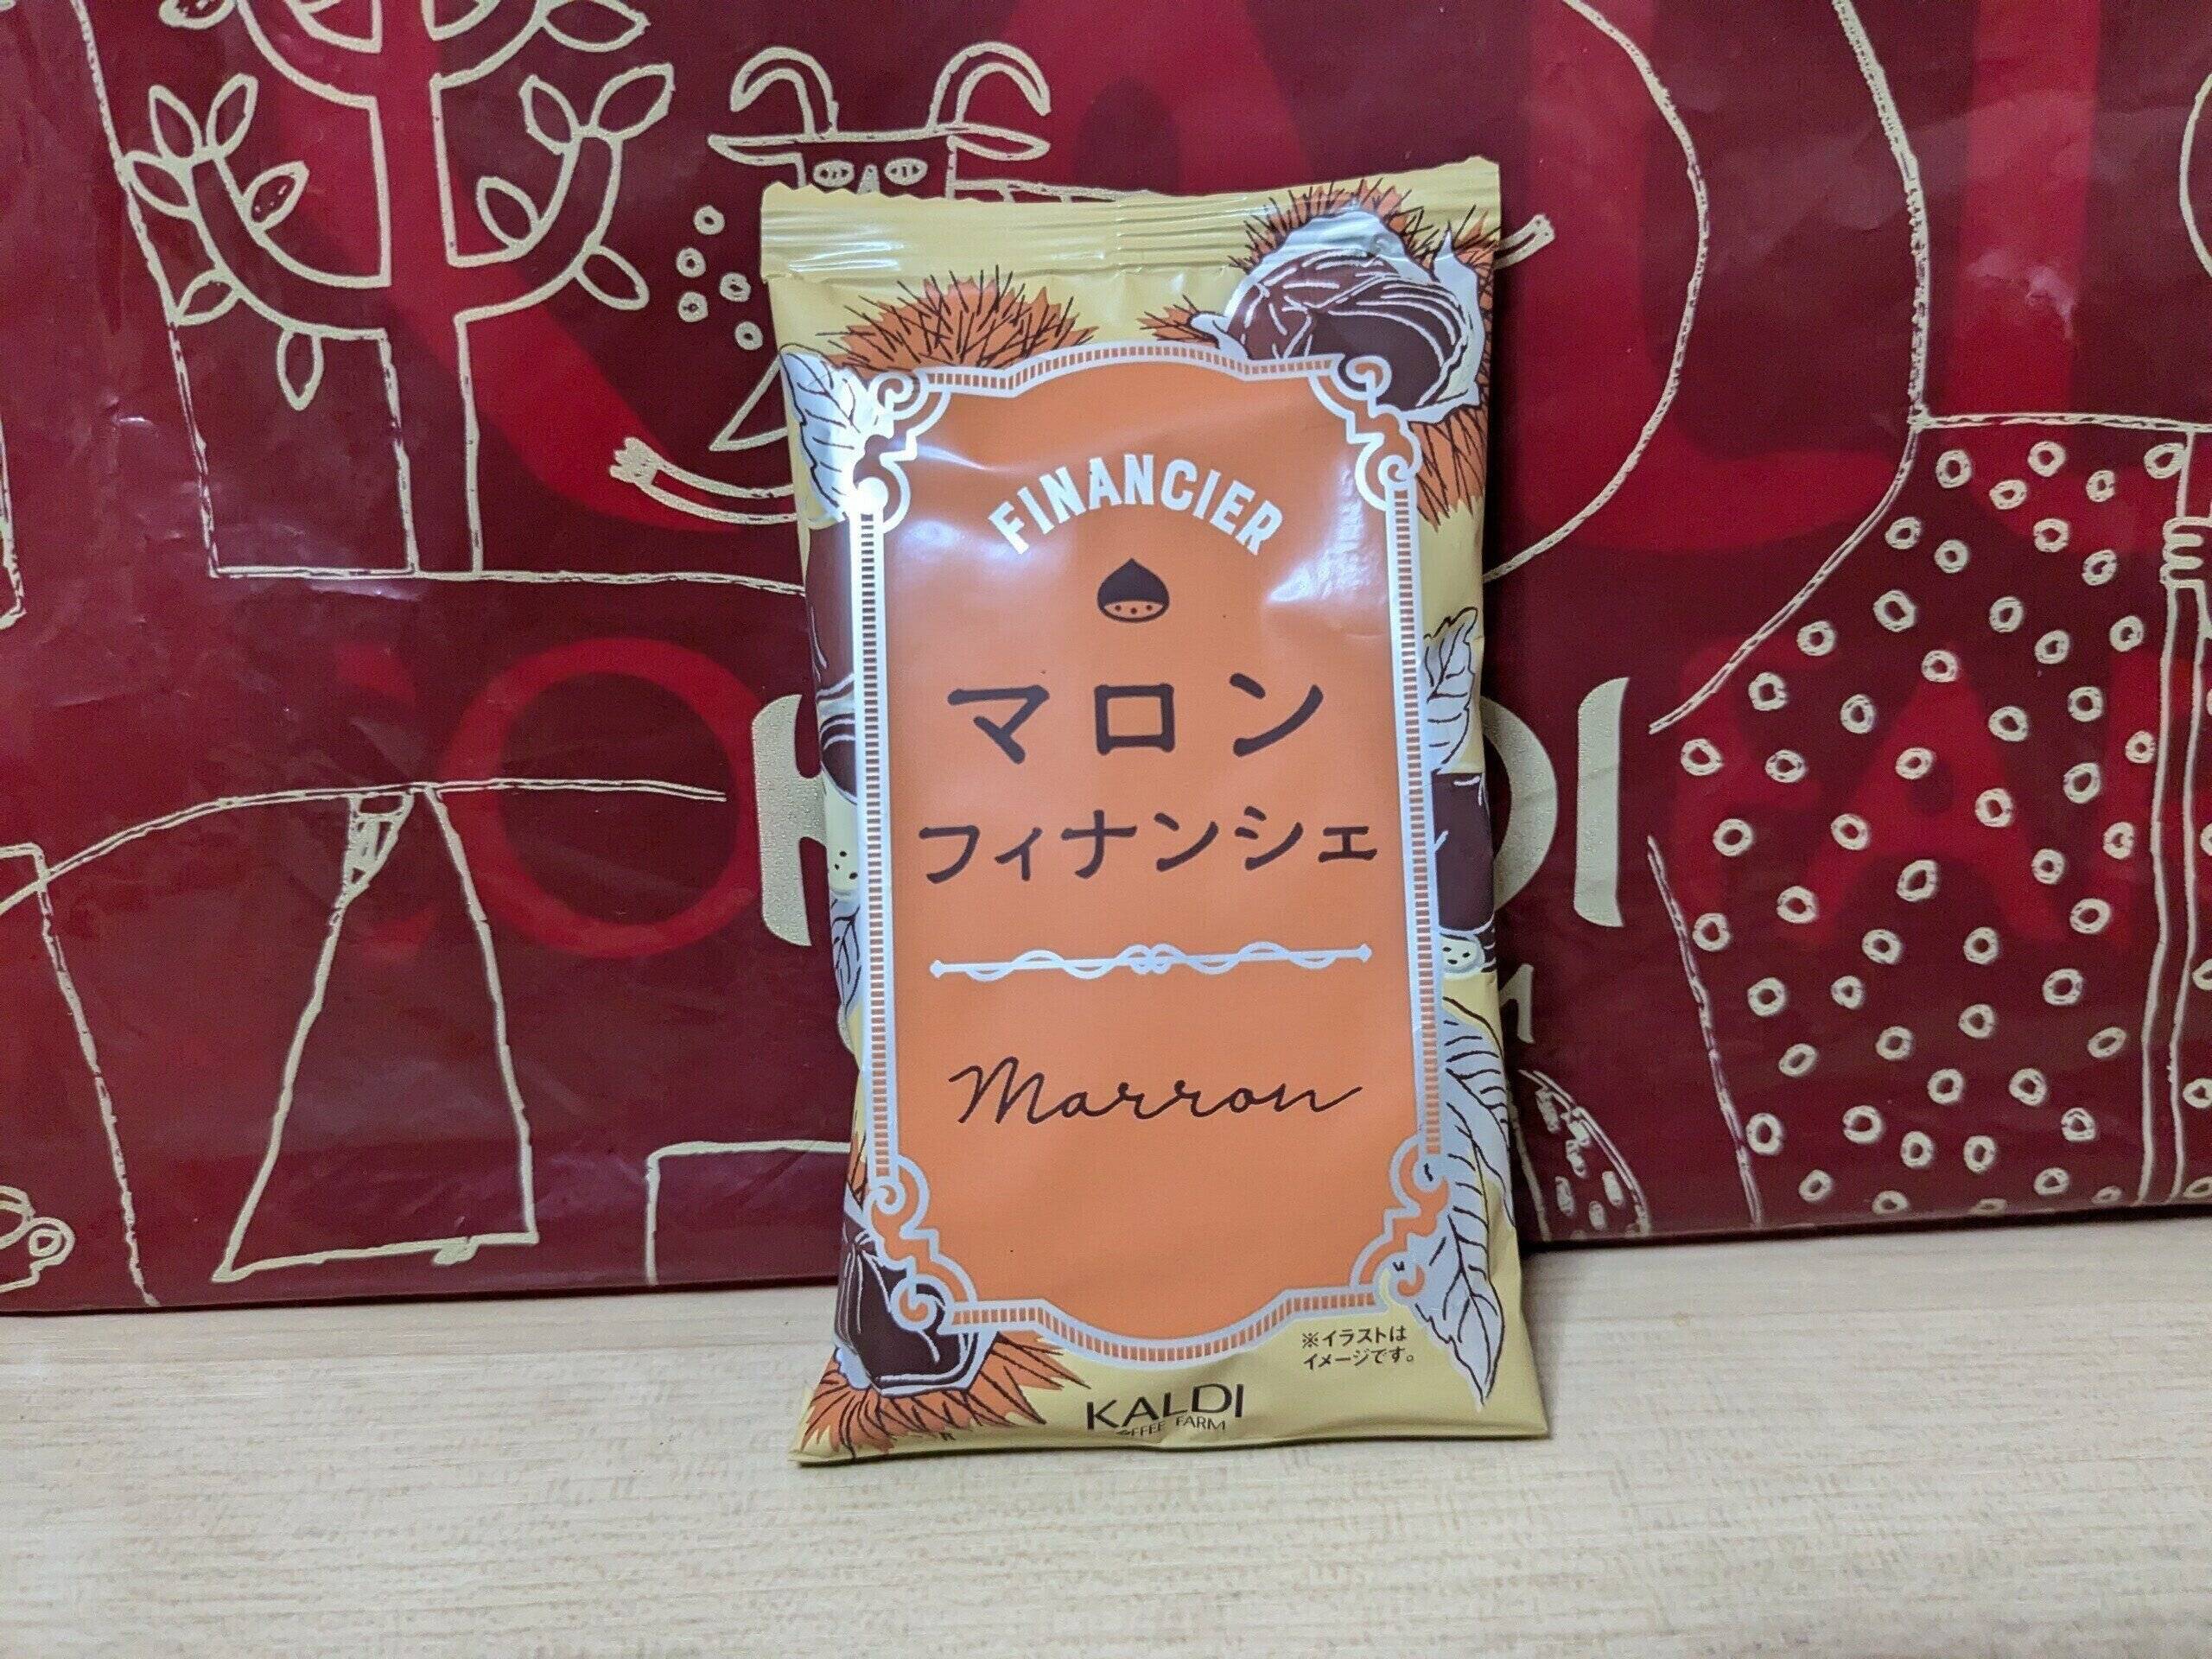 FINANCIER
マロン
フィナンシェ
Marron
※イラストは
イメージです。
KALDI
COFFEE FARM